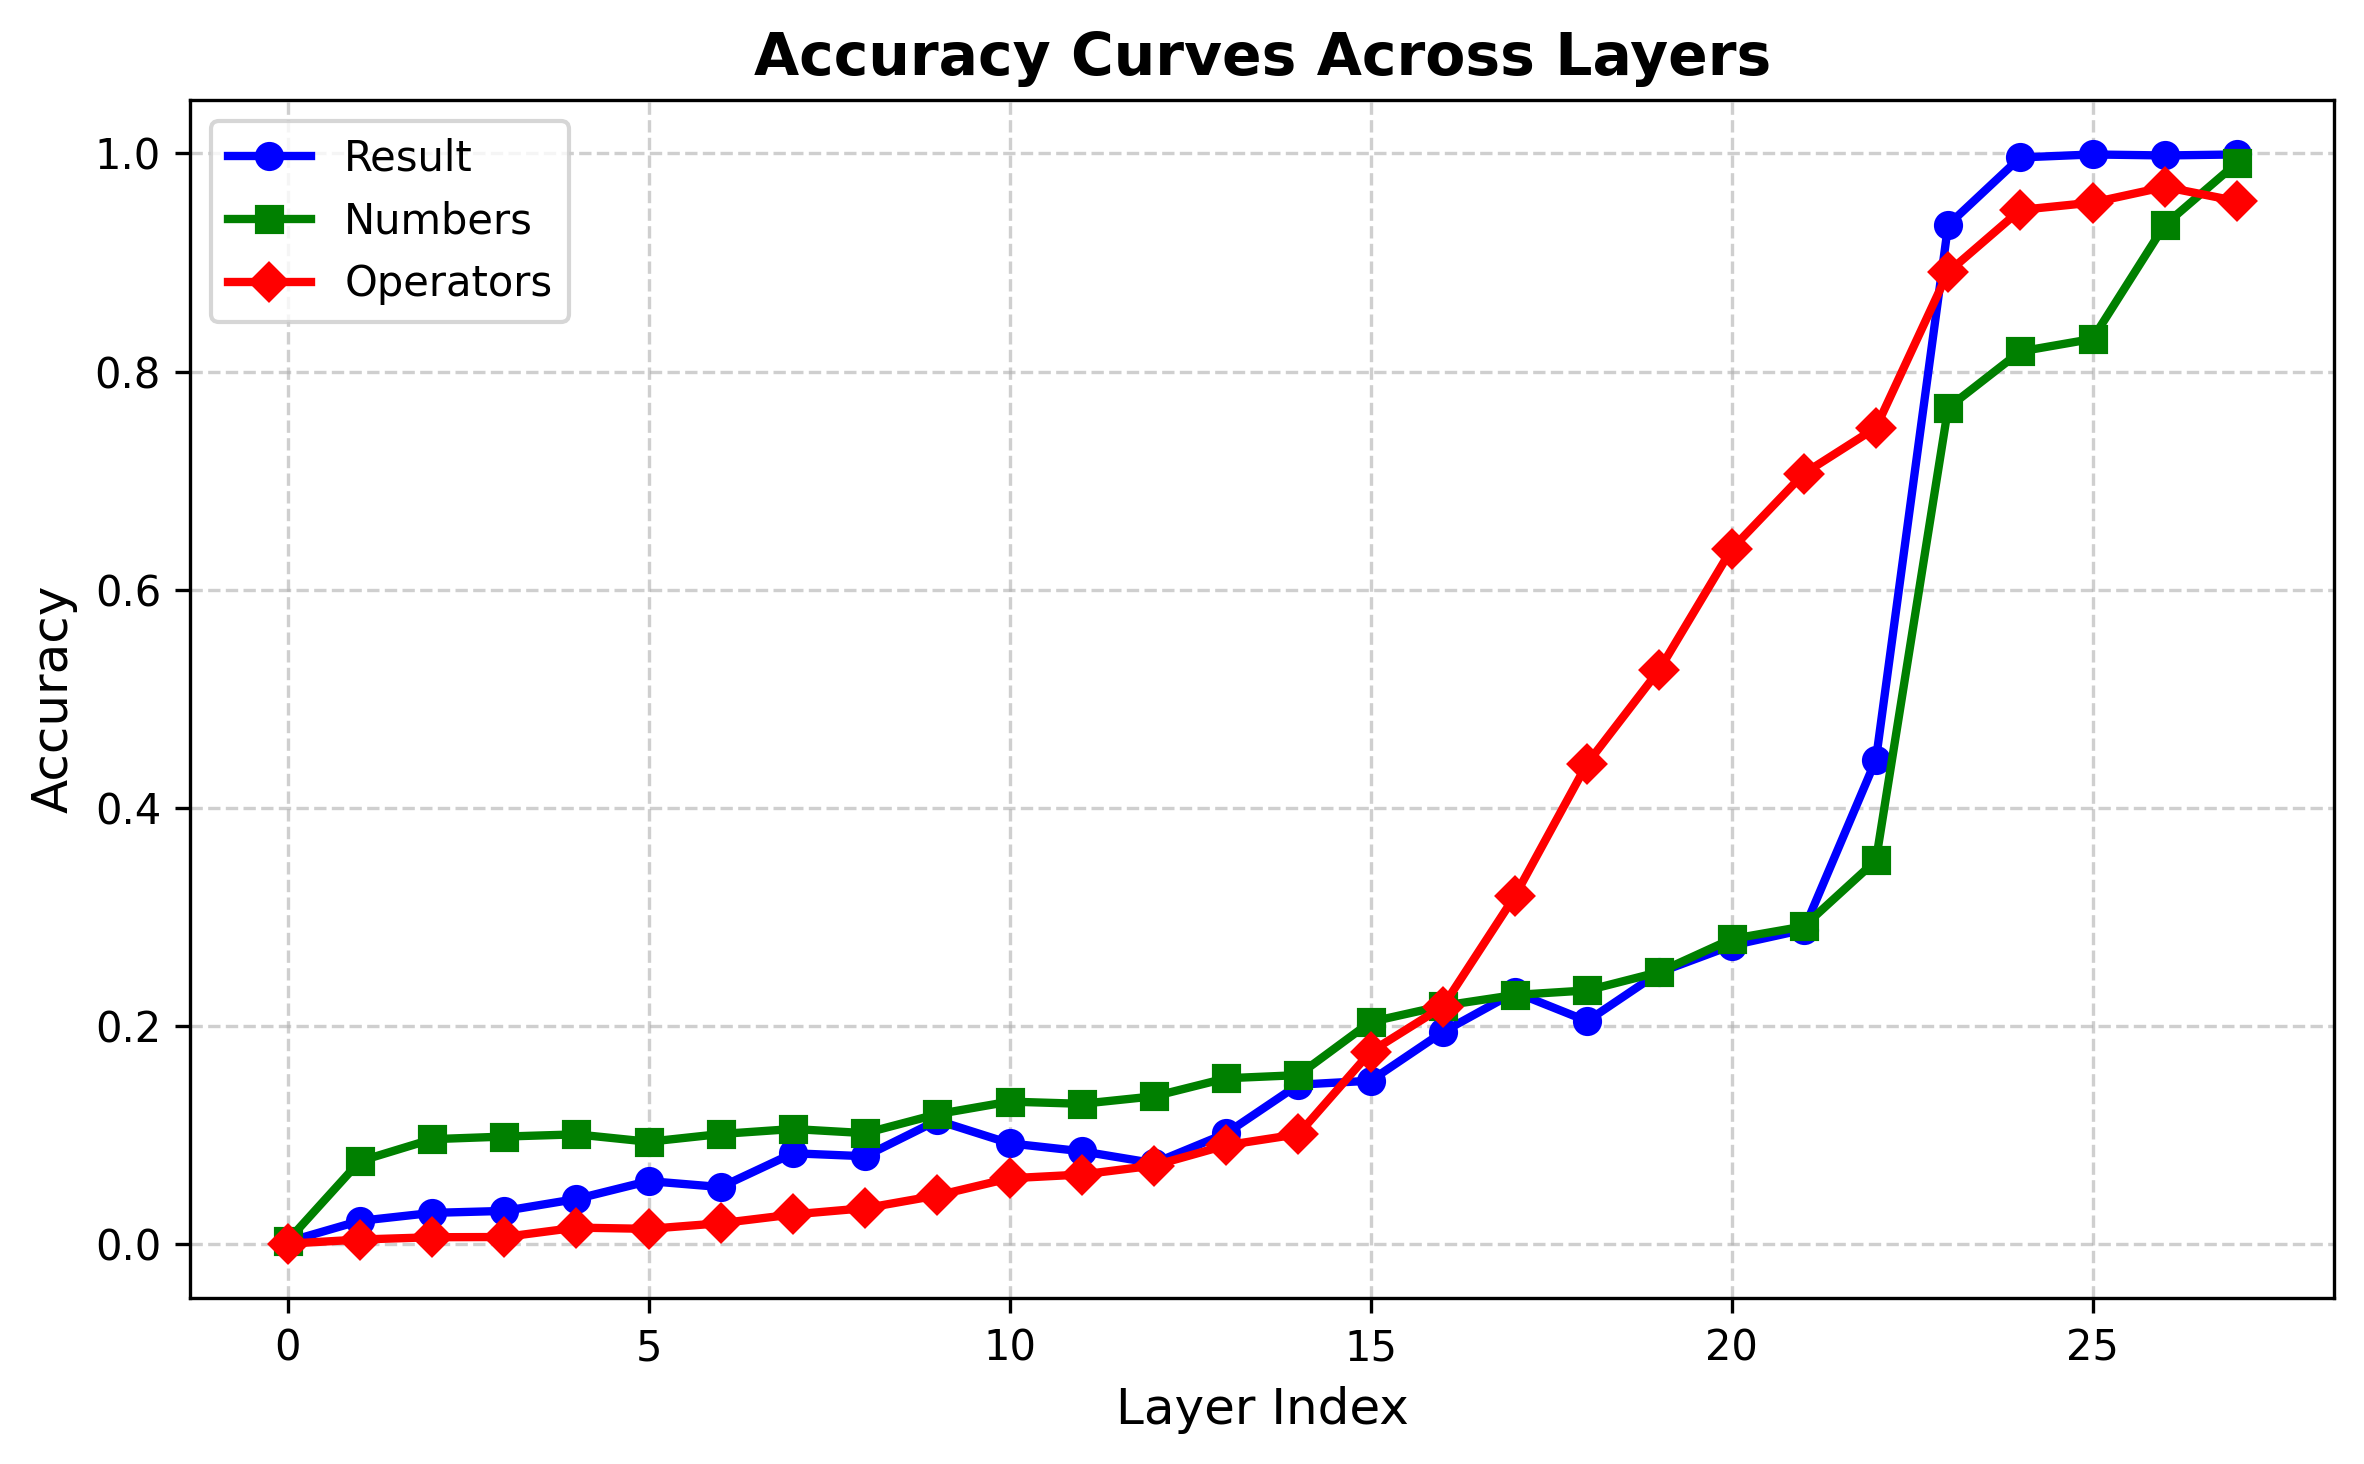 Accuracy Curves Across Layers
Result
Numbers
Operators
1.0
0.8
0.6
0.4
0.2
0.0
Accuracy
0 5 10 15 20 25
Layer Index